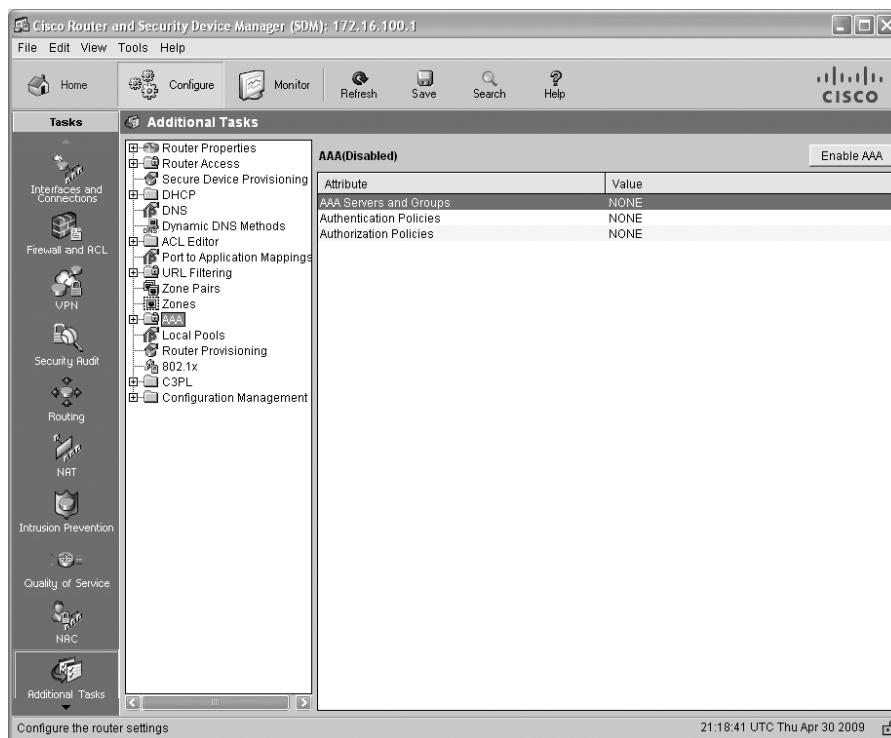 Cisco Router and Security Device Manager (SDM): 172.16.100.1
File Edit View Tools Help
Home Configure Monitor Refresh Save Search Help
CISCO
Tasks
Additional Tasks
Interfaces and
Connections
Firewall and ACL
VPN
Security Audit
Routing
NAT
Intrusion Prevention
Quality of Service
NAC
Additional Tasks
Router Properties
Router Access
Secure Device Provisioning
DHCP
DNS
Dynamic DNS Methods
ACL Editor
Port to Application Mappings
URL Filtering
Zone Pairs
Zones
AAA
Local Pools
Router Provisioning
802.1x
C3PL
Configuration Management
AAA(Disabled)
Enable AAA
Attribute Value
AAA Servers and Groups NONE
Authentication Policies NONE
Authorization Policies NONE
Configure the router settings
21:18:41 UTC Thu Apr 30 2009